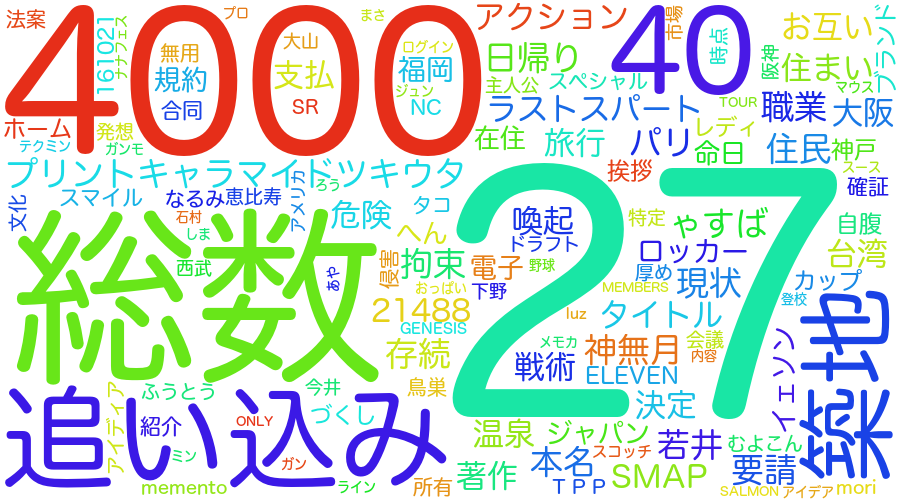 法案
4000
プロ
まさ
アクション
40
市場
お互い
161021
ナナフェス
無用
大山
支払
ログイン
福岡
日帰り
時点
阪神
住まい
ブランド
規約
ジュン
主人公
スペシャル
マウス
合同
SR
NC
ラストスパート
TOUR
職業
大阪
ホーム
発想
テクミン
ガンモ
在住
旅行
パリ
レディ
命日
住民
神戸
プリントキャラマイドツキウタ
挨拶
スース
確証
スマイル
なるみ
恵比寿
アメリカ
ろう
危険
タコ
文化
石村
しま
へん
喚起
特定
ゃすば
自腹
ドラフト
ロッカー
台湾
総数
27
西武
あや
侵害
拘束
電子
野球
厚め
現状
カップ
おっぱい
下野
MEMBERS
登校
21488
GENESIS
luz
タイトル
築地
存続
メモカ
神無月
会議
内容
イェソン
戦術
ELEVEN
追い込み
アイディア
ふうとう
今井
鳥巣
決定
紹介
ONLY
づくし
温泉
ジャパン
若井
むよこん
ミン
ガン
スコッチ
著作
本名
SMAP
要請
memento
ライン
所有
TPP
SALMON
アイデア
mori